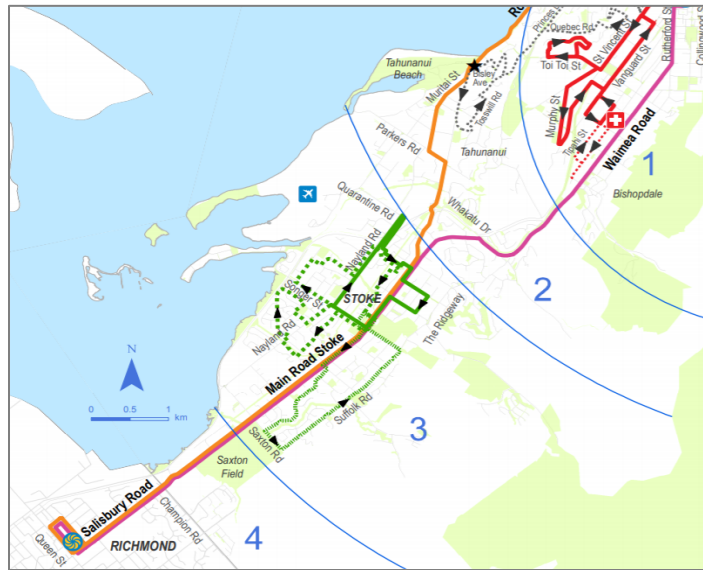 Princes
Quebec Rd
Toi Toi St
St Vincent St
Vanguard St
Rutherford St
Collingwood St
Tahunanui
Beach
Muritai St
Bisley
Ave
Tosswill Rd
Murphy St
Tipahi St
Waimea Road
Parkers Rd
Tahunanui
1
Bishopdale
Quarantine Rd
Whakatu Dr
Nayland Rd
2
Songer St
STOKE
Nayland Rd
The Ridgeway
N
Main Road Stoke
0 0.5 1
km
3
Suffolk Rd
Saxton Rd
Saxton
Field
Salisbury Road
Champion Rd
4
Queen St
RICHMOND